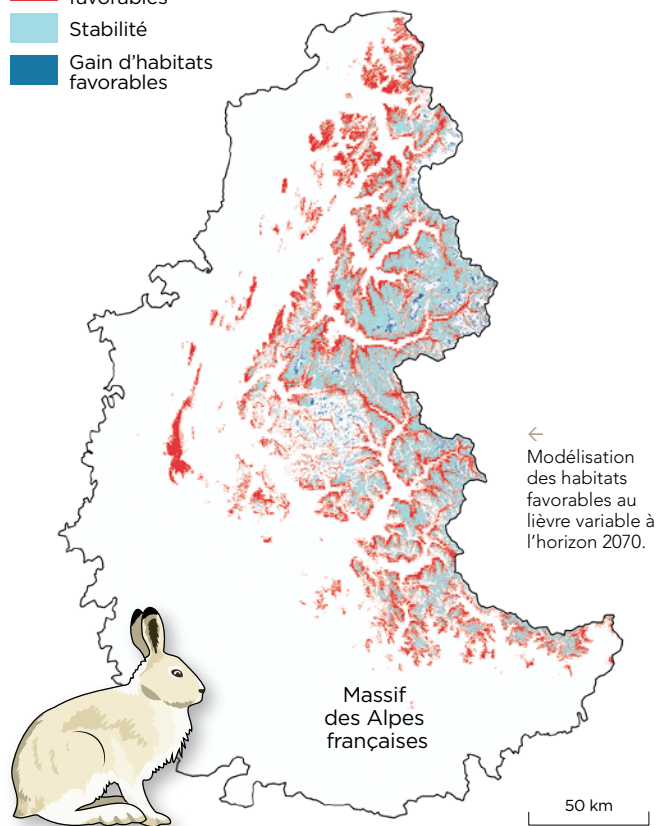 favorables
Stabilité
Gain d'habitats
favorables
←
Modélisation
des habitats
favorables au
lièvre variable à
l'horizon 2070.
Massif
des Alpes
françaises
50 km